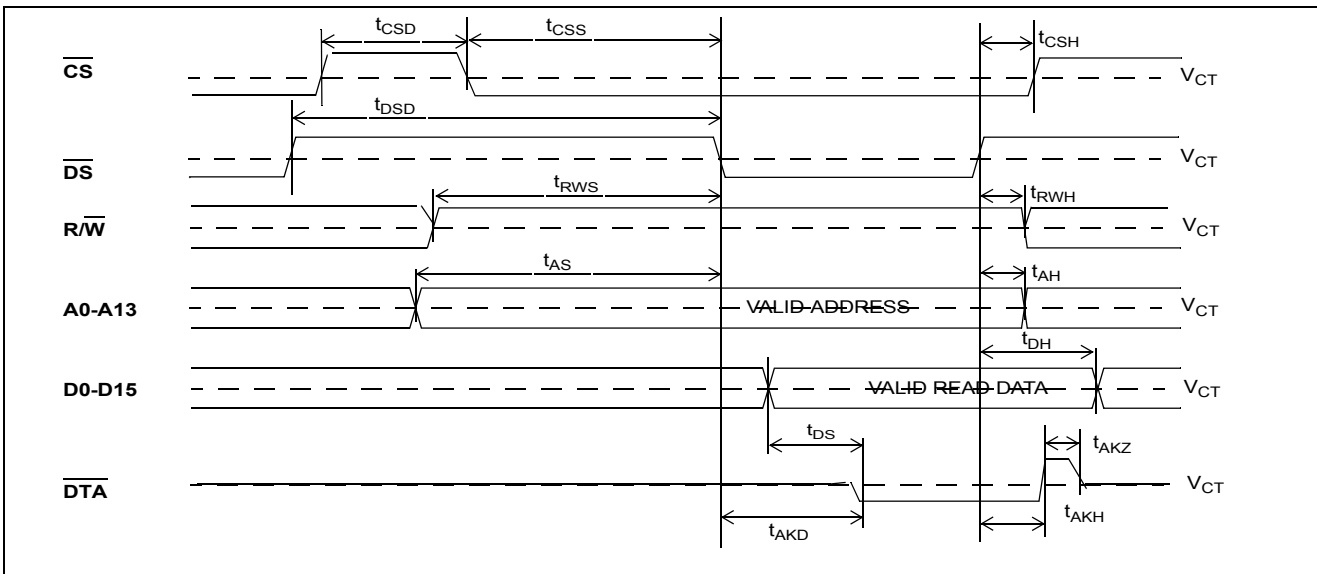 tCSD
tCSS
tCSH
CS
VCT
tDSD
DS
VCT
tRWS
tRWH
R/W
VCT
tAS
tAH
A0-A13
VALID ADDRESS
VCT
tDH
D0-D15
VALID READ DATA
VCT
tDS
tAKZ
DTA
VCT
tAKD
tAKH